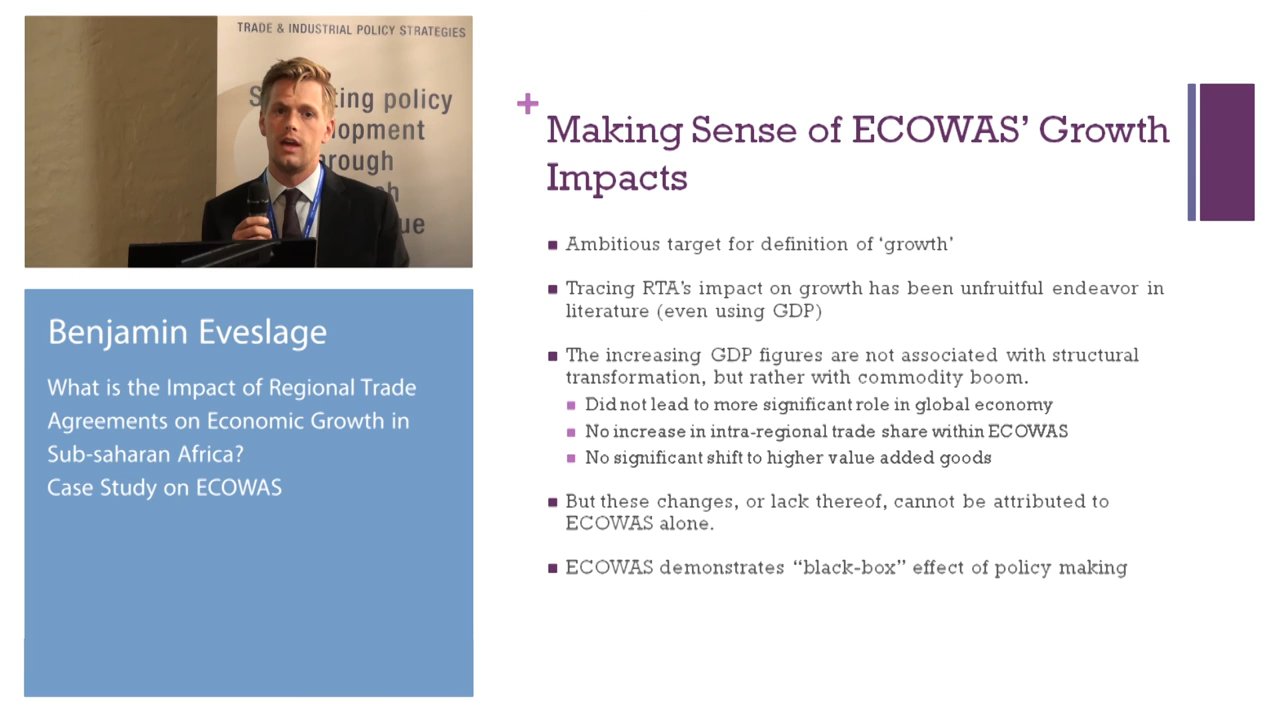 TRADE & INDUSTRIAL POLICY STRATEGIES
ting policy
lopment
rough
ue
Benjamin Eveslage
What is the Impact of Regional Trade
Agreements on Economic Growth in
Sub-saharan Africa?
Case Study on ECOWAS
+
Making Sense of ECOWAS’ Growth
Impacts
Ambitious target for definition of ‘growth’
Tracing RTA's impact on growth has been unfruitful endeavor in
literature (even using GDP)
The increasing GDP figures are not associated with structural
transformation, but rather with commodity boom.
Did not lead to more significant role in global economy
No increase in intra-regional trade share within ECOWAS
No significant shift to higher value added goods
But these changes, or lack thereof, cannot be attributed to
ECOWAS alone.
ECOWAS demonstrates “black-box” effect of policy making